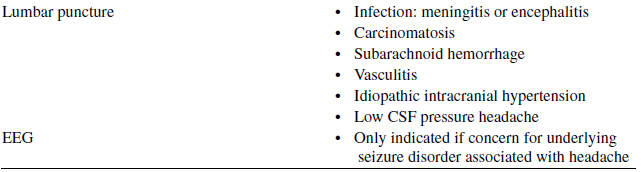 Lumbar puncture • Infection: meningitis or encephalitis
• Carcinomatosis
• Subarachnoid hemorrhage
• Vasculitis
• Idiopathic intracranial hypertension
• Low CSF pressure headache
EEG • Only indicated if concern for underlying
seizure disorder associated with headache